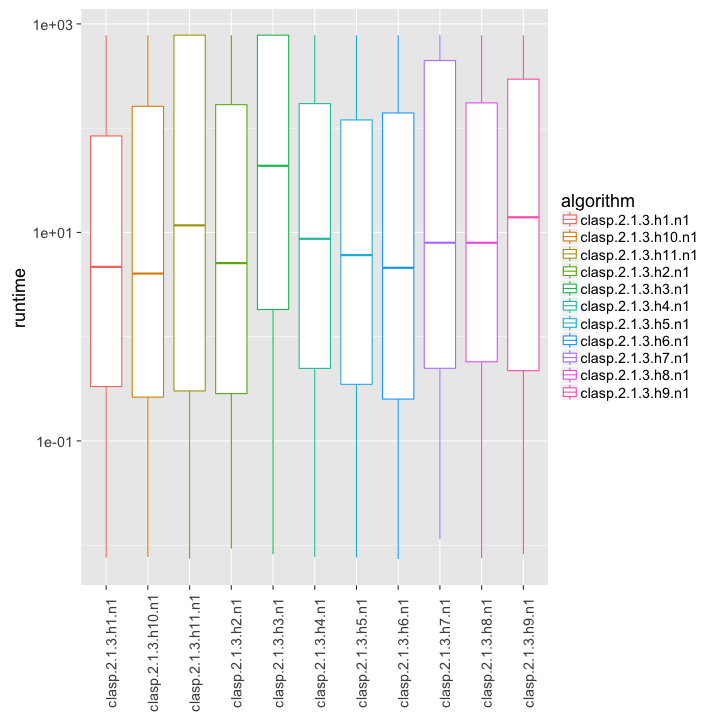 1e+03
1e+01
1e-01
runtime
clasp.2.1.3.h1.n1
clasp.2.1.3.h10.n1
clasp.2.1.3.h11.n1
clasp.2.1.3.h2.n1
clasp.2.1.3.h3.n1
clasp.2.1.3.h4.n1
clasp.2.1.3.h5.n1
clasp.2.1.3.h6.n1
clasp.2.1.3.h7.n1
clasp.2.1.3.h8.n1
clasp.2.1.3.h9.n1
algorithm
clasp.2.1.3.h1.n1
clasp.2.1.3.h10.n1
clasp.2.1.3.h11.n1
clasp.2.1.3.h2.n1
clasp.2.1.3.h3.n1
clasp.2.1.3.h4.n1
clasp.2.1.3.h5.n1
clasp.2.1.3.h6.n1
clasp.2.1.3.h7.n1
clasp.2.1.3.h8.n1
clasp.2.1.3.h9.n1